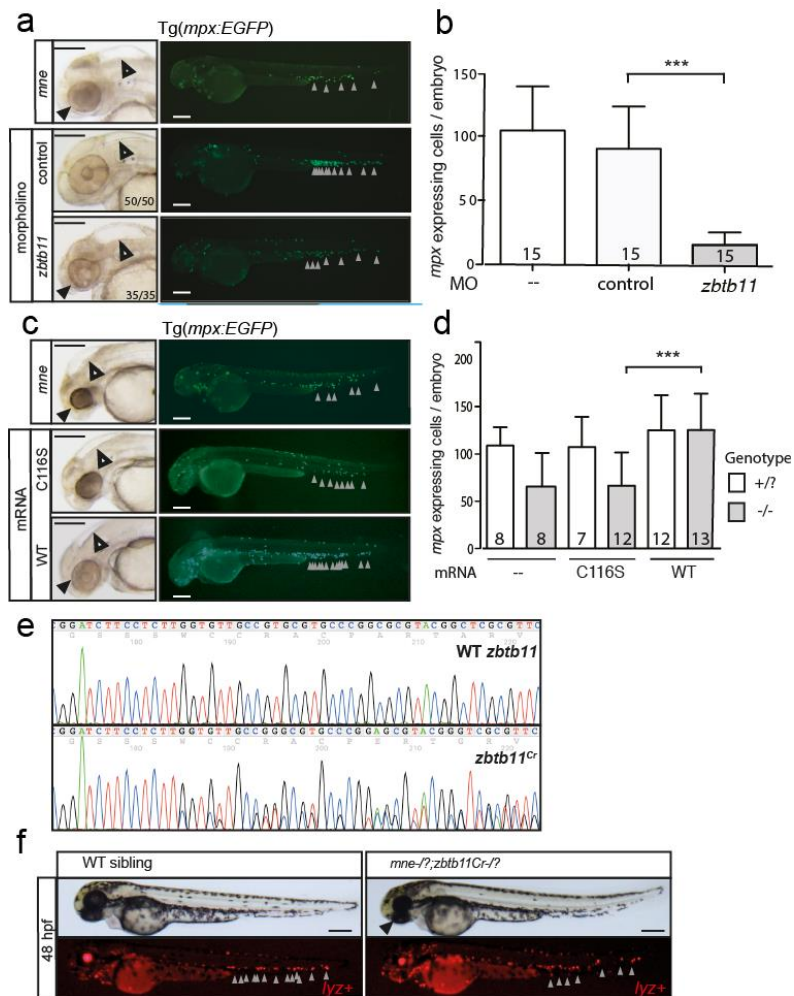 a
Tg(mpx:EGFP)
mne
morpholino
control
50/50
zbtb11
35/35
b
mpx expressing cells / embryo
150
100
50
0
***
15
15
15
MO
--
control
zbtb11
c
Tg(mpx:EGFP)
mne
mRNA
C116S
WT
d
mpx expressing cells / embryo
200
150
100
50
0
***
8
8
7
12
12
13
mRNA
--
C116S
WT
Genotype
+/?
-/-
e
WT zbtb11
zbtb11Cr
f
WT sibling
mne-/?;zbtb11Cr-/?
48 hpf
lyz+
lyz+